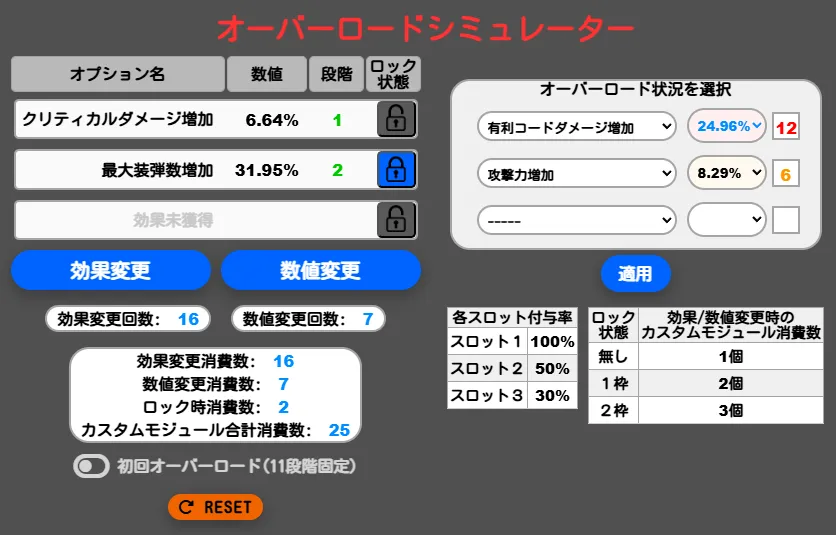 オーバーロードシミュレーター
オプション名 数値 段階 ロック状態
クリティカルダメージ増加 6.64% 1
最大装弾数増加 31.95% 2
効果未獲得
効果変更 数値変更
効果変更回数: 16 数値変更回数: 7
効果変更消費数: 16
数値変更消費数: 7
ロック時消費数: 2
カスタムモジュール合計消費数: 25
初回オーバーロード(11段階固定)
RESET
オーバーロード状況を選択
有利コードダメージ増加 24.96% 12
攻撃力増加 8.29% 6
-----
適用
各スロット付与率
スロット1 100%
スロット2 50%
スロット3 30%
ロック状態 効果/数値変更時のカスタムモジュール消費数
無し 1個
1枠 2個
2枠 3個